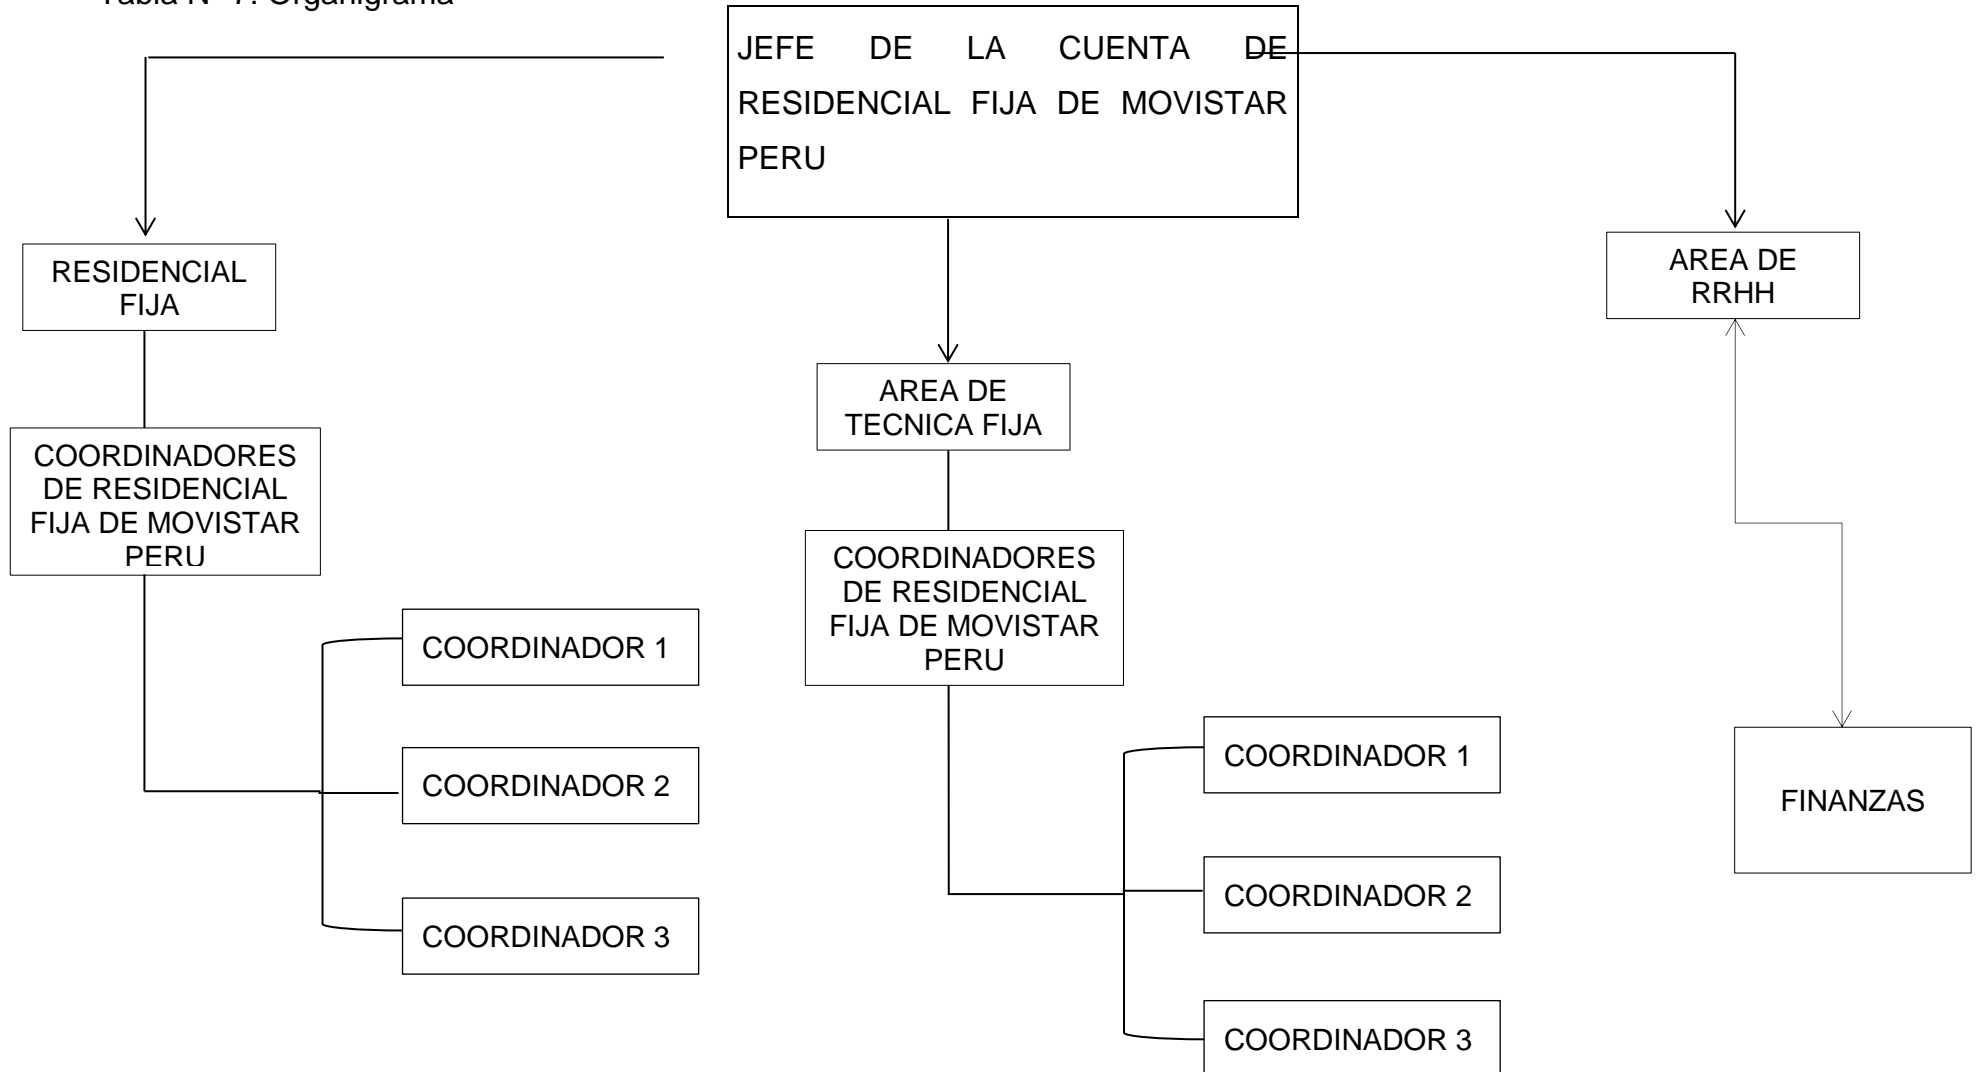 Tabla N° 7: Organigrama
JEFE DE LA CUENTA DE
RESIDENCIAL FIJA DE MOVISTAR
PERU
RESIDENCIAL
FIJA
AREA DE
RRHH
AREA DE
TECNICA FIJA
COORDINADORES
DE RESIDENCIAL
FIJA DE MOVISTAR
PERU
COORDINADORES
DE RESIDENCIAL
FIJA DE MOVISTAR
PERU
COORDINADOR 1
COORDINADOR 2
COORDINADOR 3
COORDINADOR 1
COORDINADOR 2
COORDINADOR 3
FINANZAS